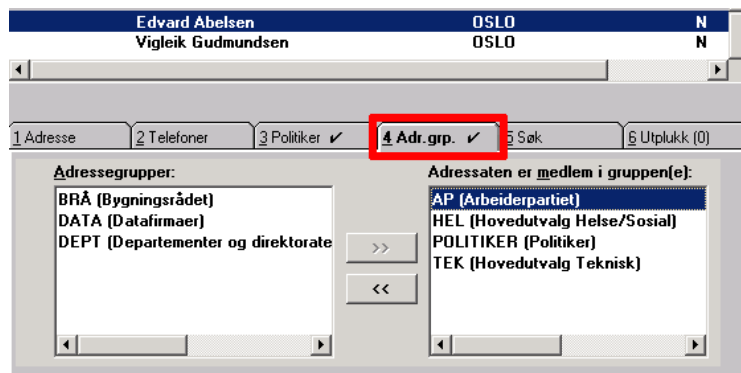 Edvard Abelsen OSLO N
Vigleik Gudmundsen OSLO N
1 Adresse 2 Telefoner 3 Politiker ✔ 4 Adr.grp. ✔ 5 Søk 6 Utplukk (0)
Adressegrupper:
BRÅ (Bygningsrådet)
DATA (Datafirmaer)
DEPT (Departementer og direktorate
>>
<<
Adressaten er medlem i gruppen(e):
AP (Arbeiderpartiet)
HEL (Hovedutvalg Helse/Sosial)
POLITIKER (Politiker)
TEK (Hovedutvalg Teknisk)